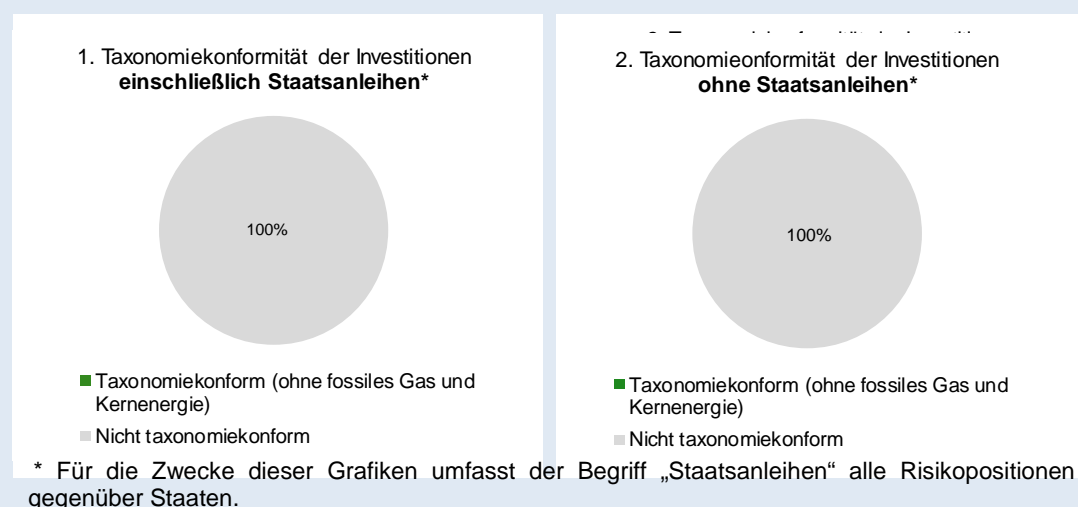 1. Taxonomiekonformität der Investitionen
einschließlich Staatsanleihen*
100%
Taxonomiekonform (ohne fossiles Gas und
Kernenergie)
Nicht taxonomiekonform
2. Taxonomieonformität der Investitionen
ohne Staatsanleihen*
100%
Taxonomiekonform (ohne fossiles Gas und
Kernenergie)
Nicht taxonomiekonform
* Für die Zwecke dieser Grafiken umfasst der Begriff „Staatsanleihen“ alle Risikopositionen
gegenüber Staaten.